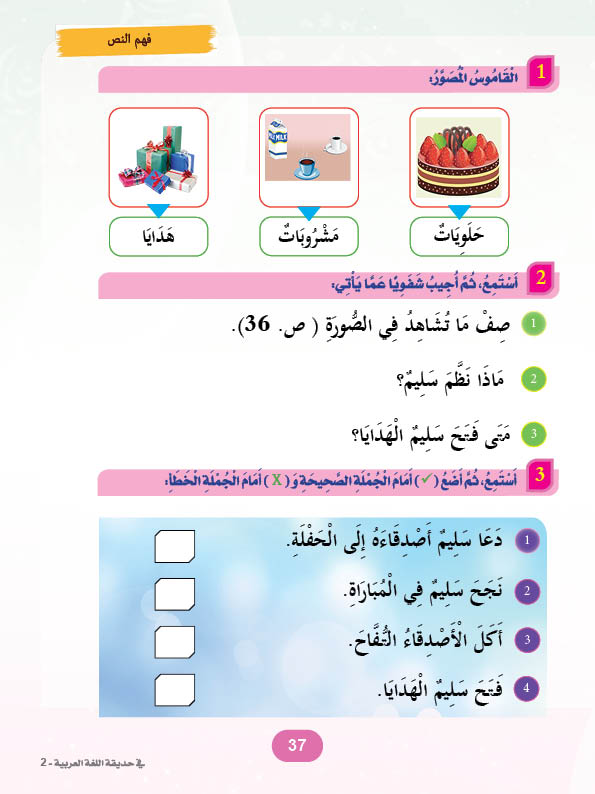 فهم النص
1 الْقَامُوسُ الْمُصَوَّرُ:
MILK
حَلَوِيَاتٌ
مَشْرُوبَاتٌ
هَدَايَا
2 أَسْتَمِعُ، ثُمَّ أُجِيبُ شَفَوِيًا عَمَّا يَأْتِي:
1 صِفْ مَا تُشَاهِدُ فِي الصُّورَةِ ( ص. 36).
2 مَاذَا نَظَّمَ سَلِيمٌ؟
3 مَتَى فَتَحَ سَلِيمٌ الْهَدَايَا؟
3 أَسْتَمِعُ، ثُمَّ أَضَعُ (✓) أَمَامَ الْجُمْلَةِ الصَّحِيحَةِ وَ( X ) أَمَامَ الْجُمْلَةِ الْخَطَأِ:
1 دَعَا سَلِيمٌ أَصْدِقَاءَهُ إِلَى الْحَفْلَةِ.
2 نَجَحَ سَلِيمٌ فِي الْمُبَارَاةِ.
3 أَكَلَ الْأَصْدِقَاءُ التُّفَّاحَ.
4 فَتَحَ سَلِيمٌ الْهَدَايَا.
37
في حديقة اللغة العربية - 2